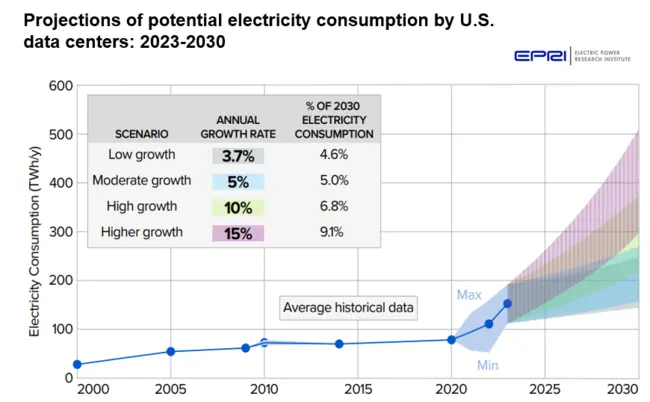 Projections of potential electricity consumption by U.S.
data centers: 2023-2030
EPRI
ELECTRIC POWER
RESEARCH INSTITUTE
Electricity Consumption (TWh/y)
600
500
400
300
200
100
0
SCENARIO
ANNUAL
GROWTH RATE
% OF 2030
ELECTRICITY
CONSUMPTION
Low growth 3.7% 4.6%
Moderate growth 5% 5.0%
High growth 10% 6.8%
Higher growth 15% 9.1%
Average historical data
Max
Min
2000 2005 2010 2015 2020 2025 2030